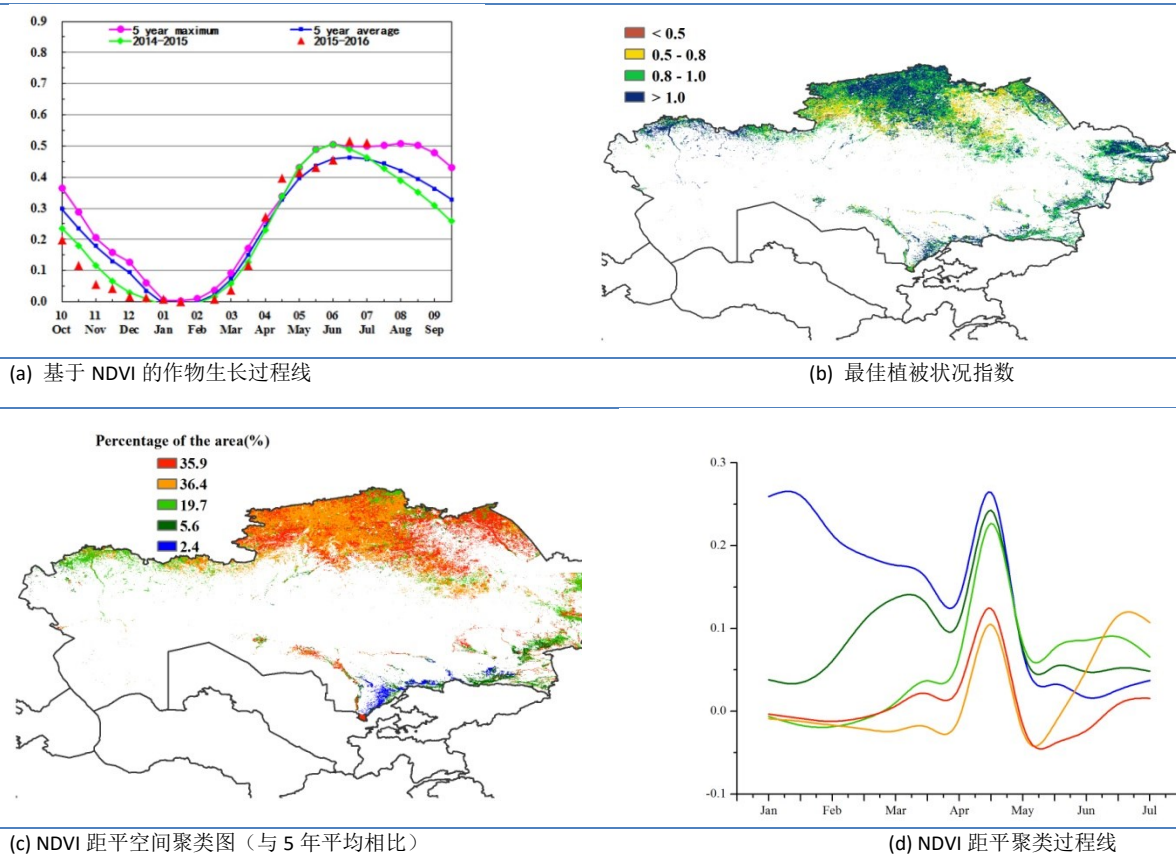 0.9
0.8
0.7
0.6
0.5
0.4
0.3
0.2
0.1
0.0
5 year maximum
5 year average
2014-2015
2015-2016
10 11 12 01 02 03 04 05 06 07 08 09
Oct Nov Dec Jan Feb Mar Apr May Jun Jul Aug Sep
< 0.5
0.5 - 0.8
0.8 - 1.0
> 1.0
(a) 基于 NDVI 的作物生长过程线
(b) 最佳植被状况指数
Percentage of the area(%)
35.9
36.4
19.7
5.6
2.4
0.3
0.2
0.1
0.0
-0.1
Jan Feb Mar Apr May Jun Jul
(c) NDVI 距平空间聚类图（与 5 年平均相比）
(d) NDVI 距平聚类过程线